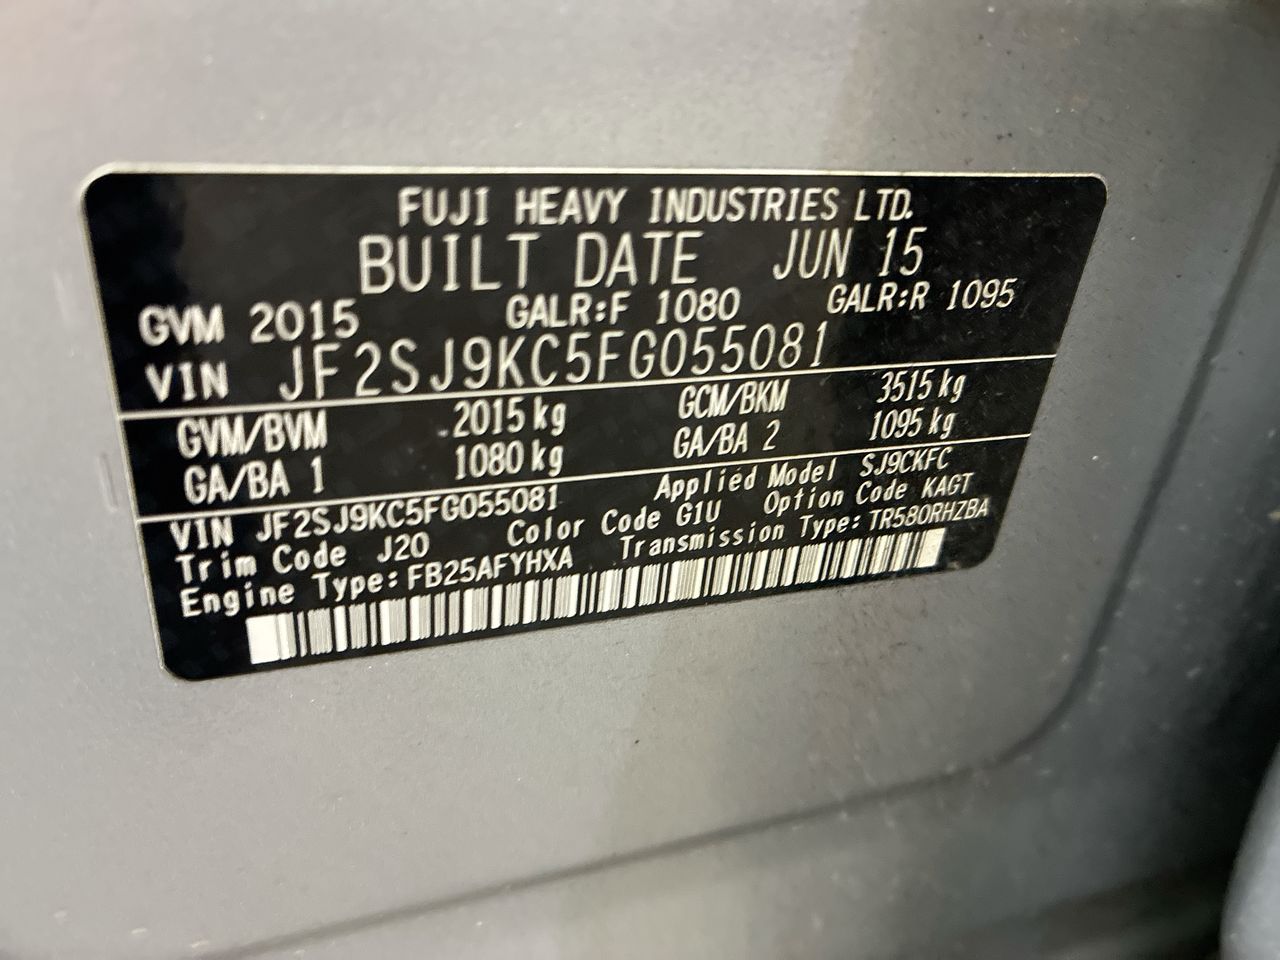 FUJI HEAVY INDUSTRIES LTD.
BUILT DATE JUN 15
GVM 2015 GALR:F 1080 GALR:R 1095
VIN JF2SJ9KC5FG055081
GVM/BVM 2015 kg GCM/BKM 3515 kg
GA/BA 1 1080 kg GA/BA 2 1095 kg
VIN JF2SJ9KC5FG055081 Applied Model SJ9CKFC
Trim Code J20 Color Code G1U Option Code KAGT
Engine Type: FB25AFYHXA Transmission Type: TR580RHZBA